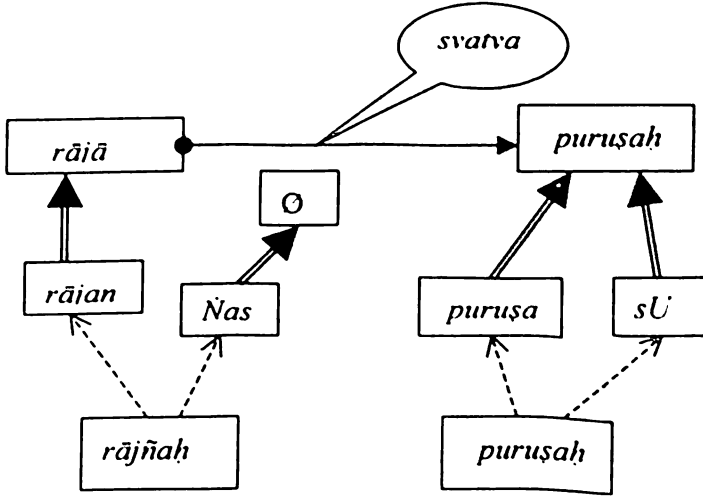 svatva
rājā
puruṣaḥ
Ø
rājan
Ṅas
puruṣa
sU
rājñaḥ
puruṣaḥ